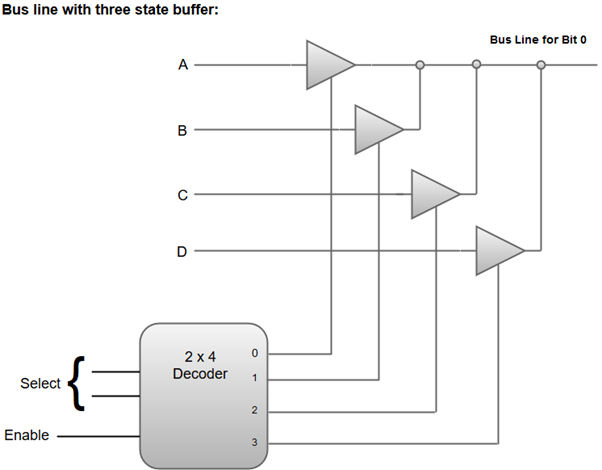 Bus line with three state buffer:
Bus Line for Bit 0
A
B
C
D
2 x 4
Decoder
0
1
2
3
Select
Enable